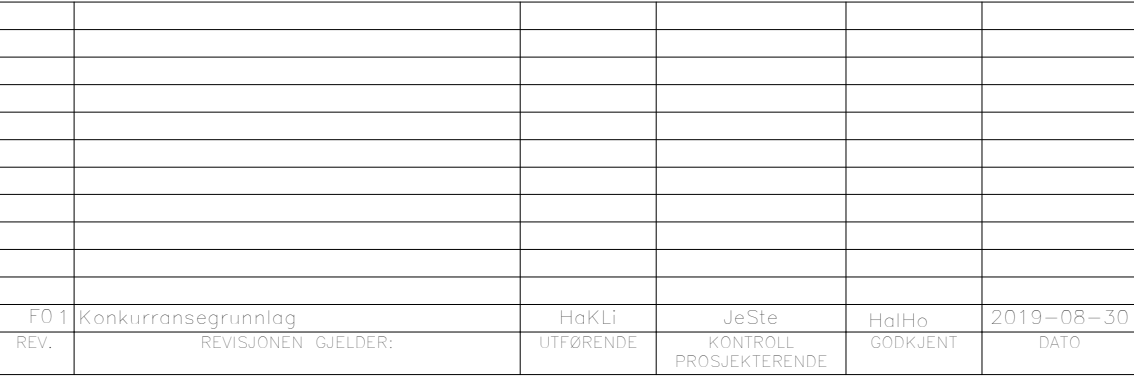 F01 Konkurransegrunnlag HaKLi JeSte HalHo 2019-08-30
REV. REVISJONEN GJELDER: UTFØRENDE KONTROLL PROSJEKTERENDE GODKJENT DATO